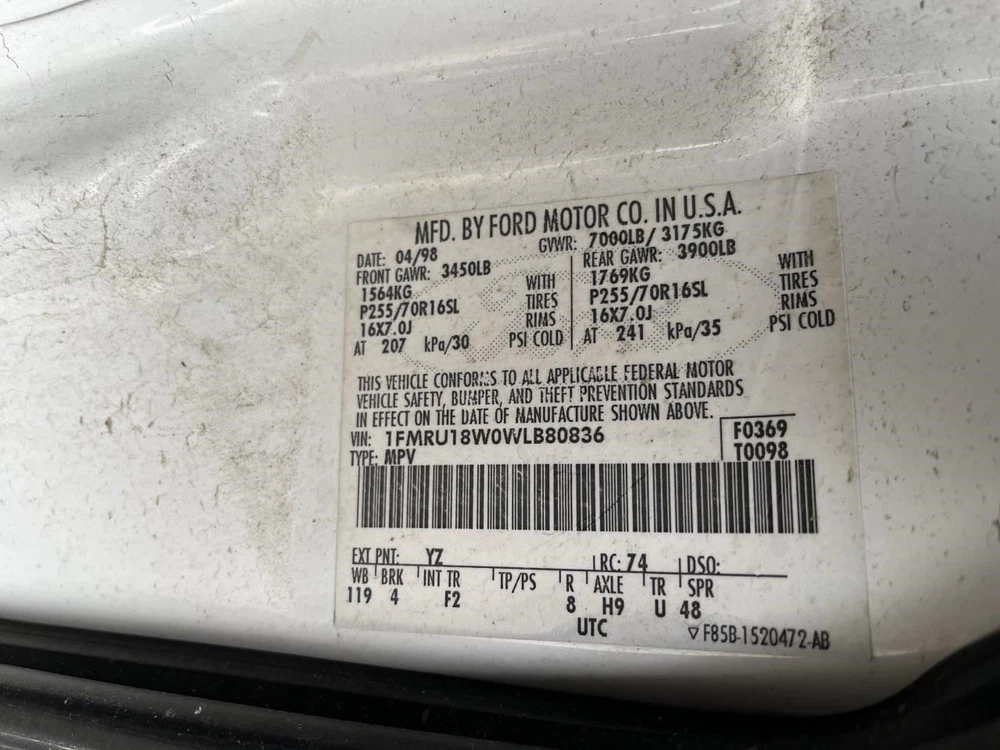 MFD. BY FORD MOTOR CO. IN U.S.A.
DATE: 04/98 GVWR: 7000LB/ 3175KG
FRONT GAWR: 3450LB REAR GAWR: 3900LB
1564KG WITH 1769KG WITH
P255/70R16SL TIRES P255/70R16SL TIRES
16X7.0J RIMS 16X7.0J RIMS
AT 207 kPa/30 PSI COLD AT 241 kPa/35 PSI COLD
THIS VEHICLE CONFORMS TO ALL APPLICABLE FEDERAL MOTOR
VEHICLE SAFETY, BUMPER, AND THEFT PREVENTION STANDARDS
IN EFFECT ON THE DATE OF MANUFACTURE SHOWN ABOVE.
VIN: 1FMRU18W0WLB80836 F0369
TYPE: MPV T0098
EXT PNT: YZ RC: 74 DSO:
WB BRK INT TR TP/PS R AXLE TR SPR
119 4 F2 8 H9 U 48
UTC ▽ F85B-1520472-AB